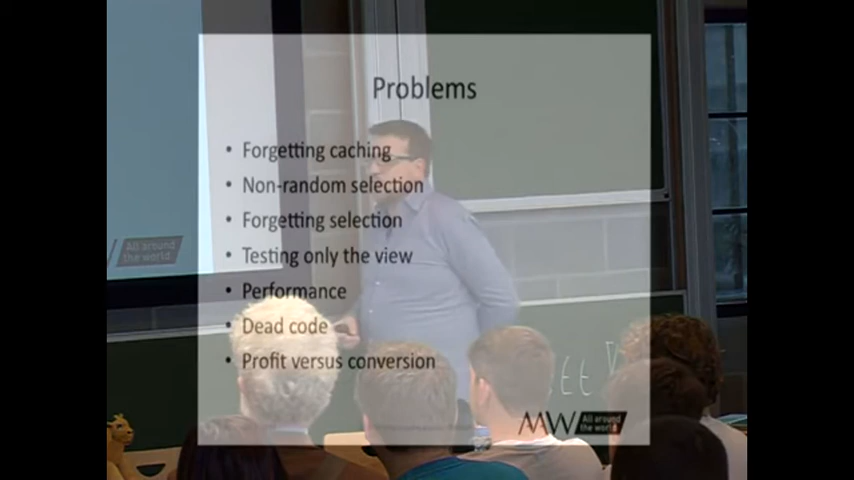 Problems
• Forgetting caching
• Non-random selection
• Forgetting selection
• Testing only the view
• Performance
• Dead code
• Profit versus conversion
All around
the world
All around
the world